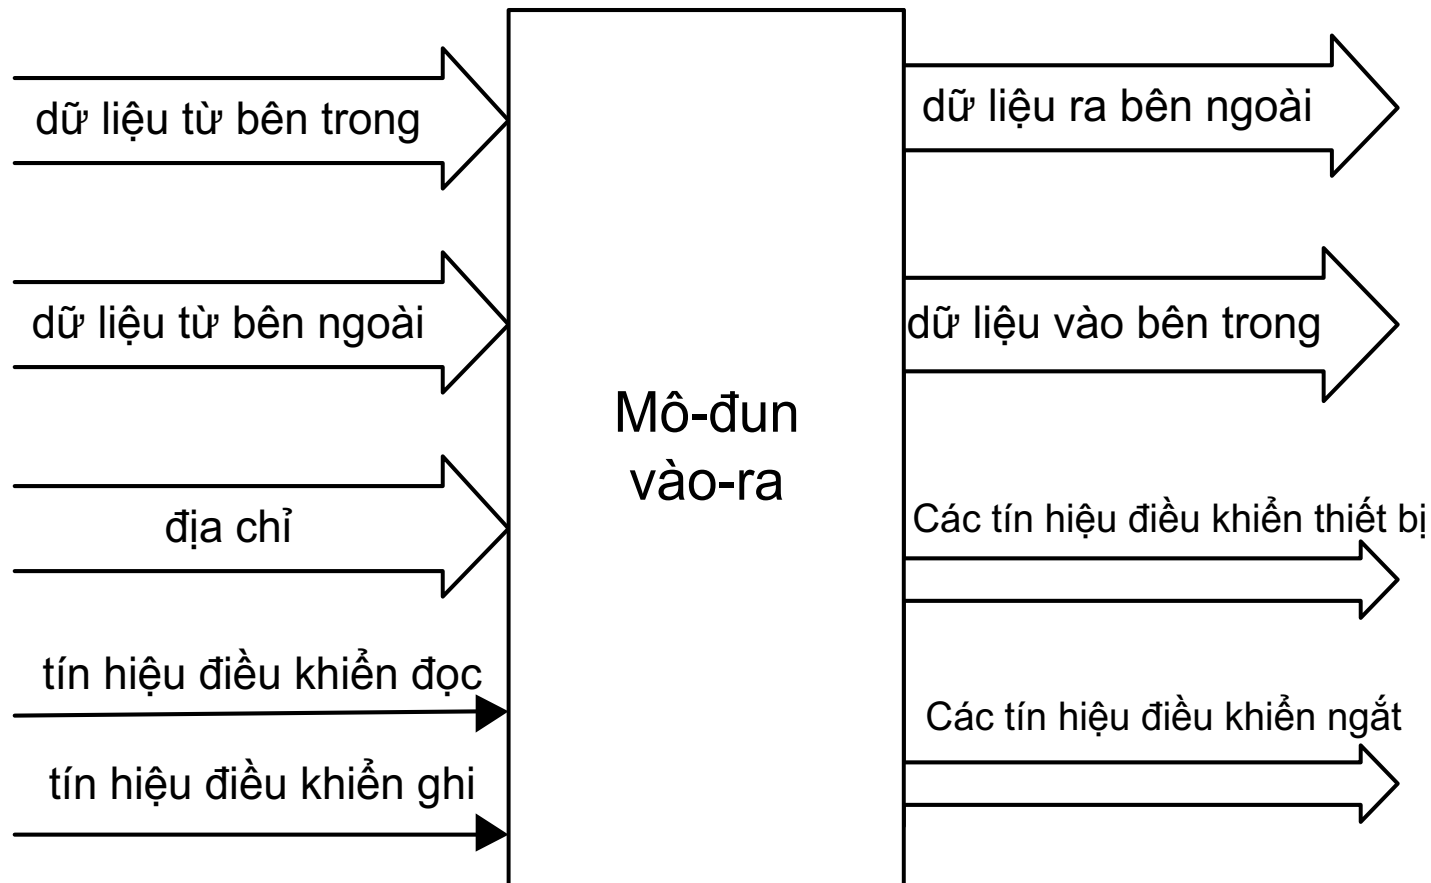 dữ liệu từ bên trong
dữ liệu từ bên ngoài
địa chỉ
tín hiệu điều khiển đọc
tín hiệu điều khiển ghi
Mô-đun
vào-ra
dữ liệu ra bên ngoài
dữ liệu vào bên trong
Các tín hiệu điều khiển thiết bị
Các tín hiệu điều khiển ngắt